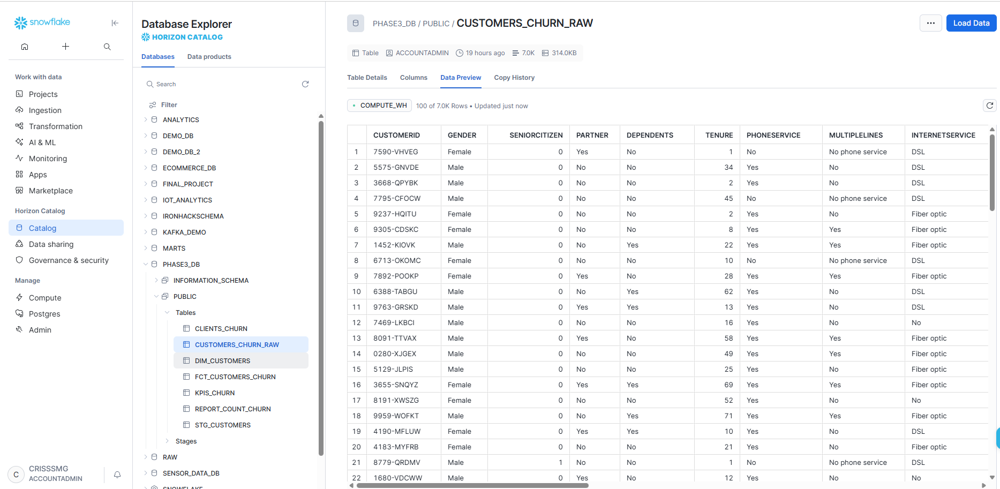 snowflake
Work with data
Projects
Ingestion
Transformation
AI & ML
Monitoring
Apps
Marketplace
Horizon Catalog
Catalog
Data sharing
Governance & security
Manage
Compute
Postgres
Admin
C
CRISSSMG
ACCOUNTADMIN
Database Explorer
HORIZON CATALOG
Databases Data products
Search
Filter
ANALYTICS
DEMO_DB
DEMO_DB_2
ECOMMERCE_DB
FINAL_PROJECT
IOT_ANALYTICS
IRONHACKSCHEMA
KAFKA_DEMO
MARTS
PHASE3_DB
INFORMATION_SCHEMA
PUBLIC
Tables
CLIENTS_CHURN
CUSTOMERS_CHURN_RAW
DIM_CUSTOMERS
FCT_CUSTOMERS_CHURN
KPIS_CHURN
REPORT_COUNT_CHURN
STG_CUSTOMERS
Stages
RAW
SENSOR_DATA_DB
SNOWFLAKE
PHASE3_DB / PUBLIC / CUSTOMERS_CHURN_RAW
Load Data
Table ACCOUNTADMIN 19 hours ago 7.0K 314.0KB
Table Details Columns Data Preview Copy History
COMPUTE_WH 100 of 7.0K Rows • Updated just now
CUSTOMERID GENDER SENIORCITIZEN PARTNER DEPENDENTS TENURE PHONESERVICE MULTIPLELINES INTERNETSERVICE
1 7590-VHVEG Female 0 Yes No 1 No No phone service DSL
2 5575-GNVDE Male 0 No No 34 Yes No DSL
3 3668-QPYBK Male 0 No No 2 Yes No DSL
4 7795-CFOCW Male 0 No No 45 No No phone service DSL
5 9237-HQITU Female 0 No No 2 Yes No Fiber optic
6 9305-CDSKC Female 0 No No 8 Yes Yes Fiber optic
7 1452-KIOVK Male 0 No Yes 22 Yes Yes Fiber optic
8 6713-OKOMC Female 0 No No 10 No No phone service DSL
9 7892-POOKP Female 0 Yes No 28 Yes Yes Fiber optic
10 6388-TABGU Male 0 No Yes 62 Yes No DSL
11 9763-GRSKD Male 0 Yes Yes 13 Yes No DSL
12 7469-LKBCI Male 0 No No 16 Yes No No
13 8091-TTVAX Male 0 Yes No 58 Yes Yes Fiber optic
14 0280-XJGEX Male 0 No No 49 Yes Yes Fiber optic
15 5129-JLPIS Male 0 No No 25 Yes No Fiber optic
16 3655-SNQYZ Female 0 Yes Yes 69 Yes Yes Fiber optic
17 8191-XWSZG Female 0 No No 52 Yes No No
18 9959-WOFKT Male 0 No Yes 71 Yes Yes Fiber optic
19 4190-MFLUW Female 0 Yes Yes 10 Yes No DSL
20 4183-MYFRB Female 0 No No 21 Yes No Fiber optic
21 8779-QRDMV Male 1 No No 1 No No phone service DSL
22 1680-VDCWW Male 0 Yes No 12 Yes No No